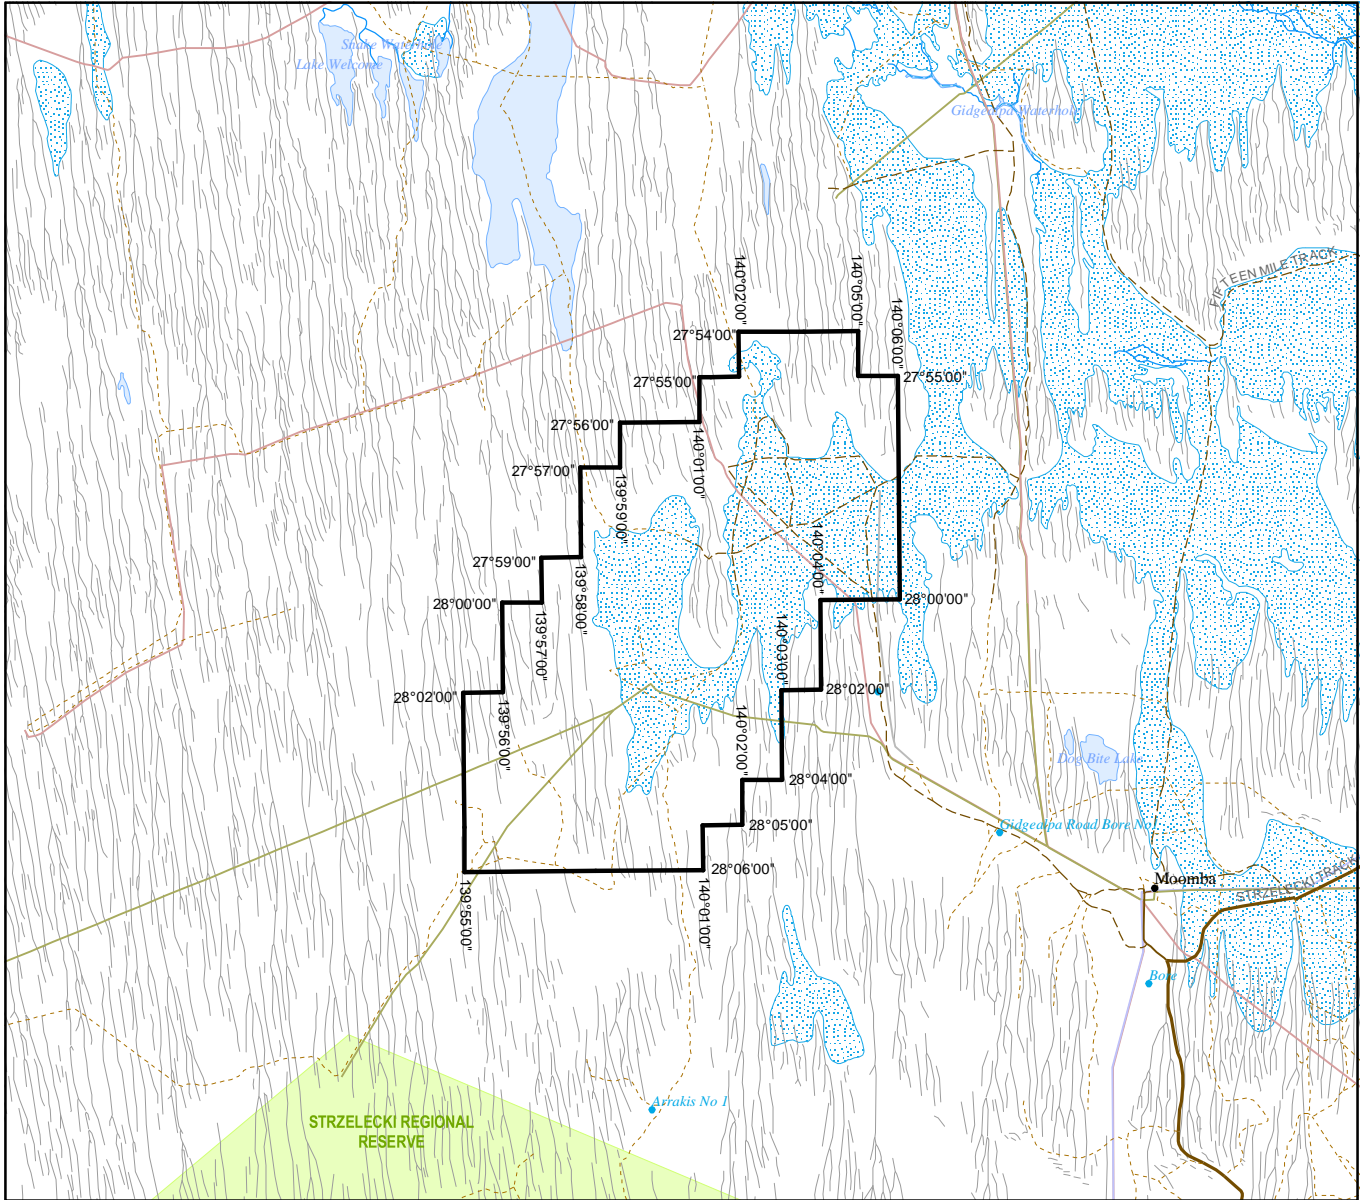 Snake Waterhole
Lake Welcome
Gidgealpa Waterhole
FIFTEEN MILE TRACK
140°02'00"
140°05'00"
140°06'00"
27°54'00"
27°55'00"
27°55'00"
27°56'00"
140°01'00"
27°57'00"
139°59'00"
140°04'00"
27°59'00"
139°58'00"
28°00'00"
28°00'00"
139°57'00"
140°03'00"
28°02'00"
28°02'00"
139°56'00"
140°02'00"
Dog Bite Lake
28°04'00"
28°05'00"
Gidgealpa Road Bore No
28°06'00"
139°55'00"
140°01'00"
Moomba
STRZELECKI TRACK
Bore
Arrakis No 1
STRZELECKI REGIONAL
RESERVE